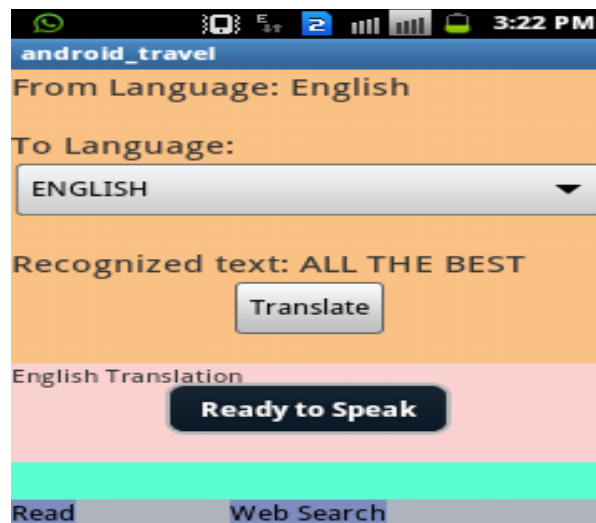 E 2 3:22 PM
android_travel
From Language: English
To Language:
ENGLISH
Recognized text: ALL THE BEST
Translate
English Translation
Ready to Speak
Read Web Search